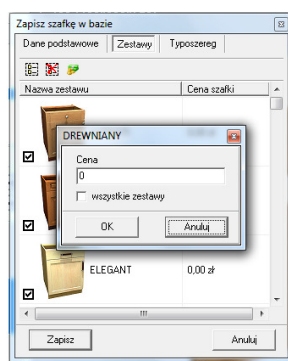 Zapisz szafkę w bazie
Dane podstawowe Zestawy Typoszereg
Nazwa zestawu Cena szafki
DREWNIANY
Cena
0
wszystkie zestawy
OK Anuluj
ELEGANT 0,00 zł
Zapisz Anuluj